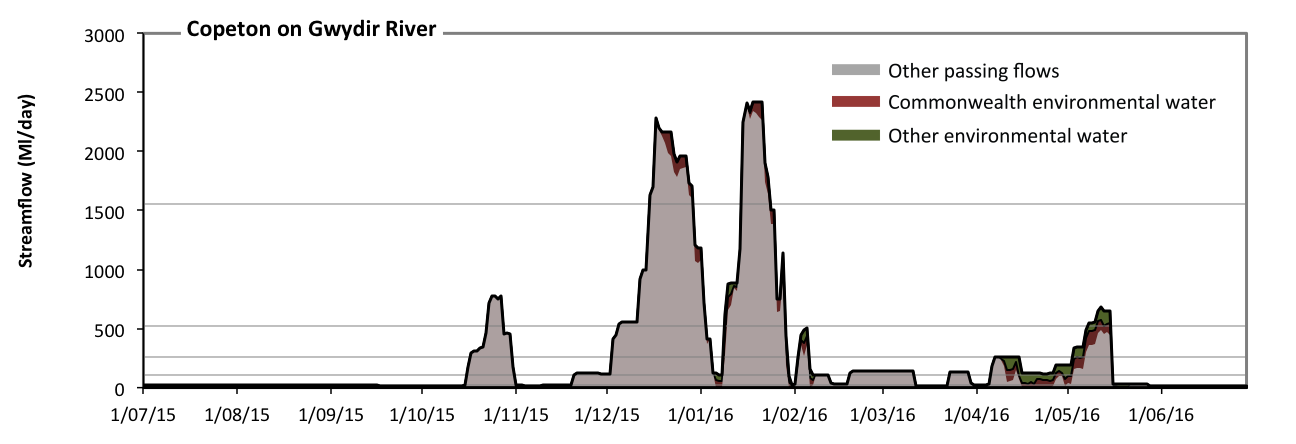 Copeton on Gwydir River
3000
2500
2000
1500
1000
500
0
Streamflow (Ml/day)
Other passing flows
Commonwealth environmental water
Other environmental water
1/07/15 1/08/15 1/09/15 1/10/15 1/11/15 1/12/15 1/01/16 1/02/16 1/03/16 1/04/16 1/05/16 1/06/16